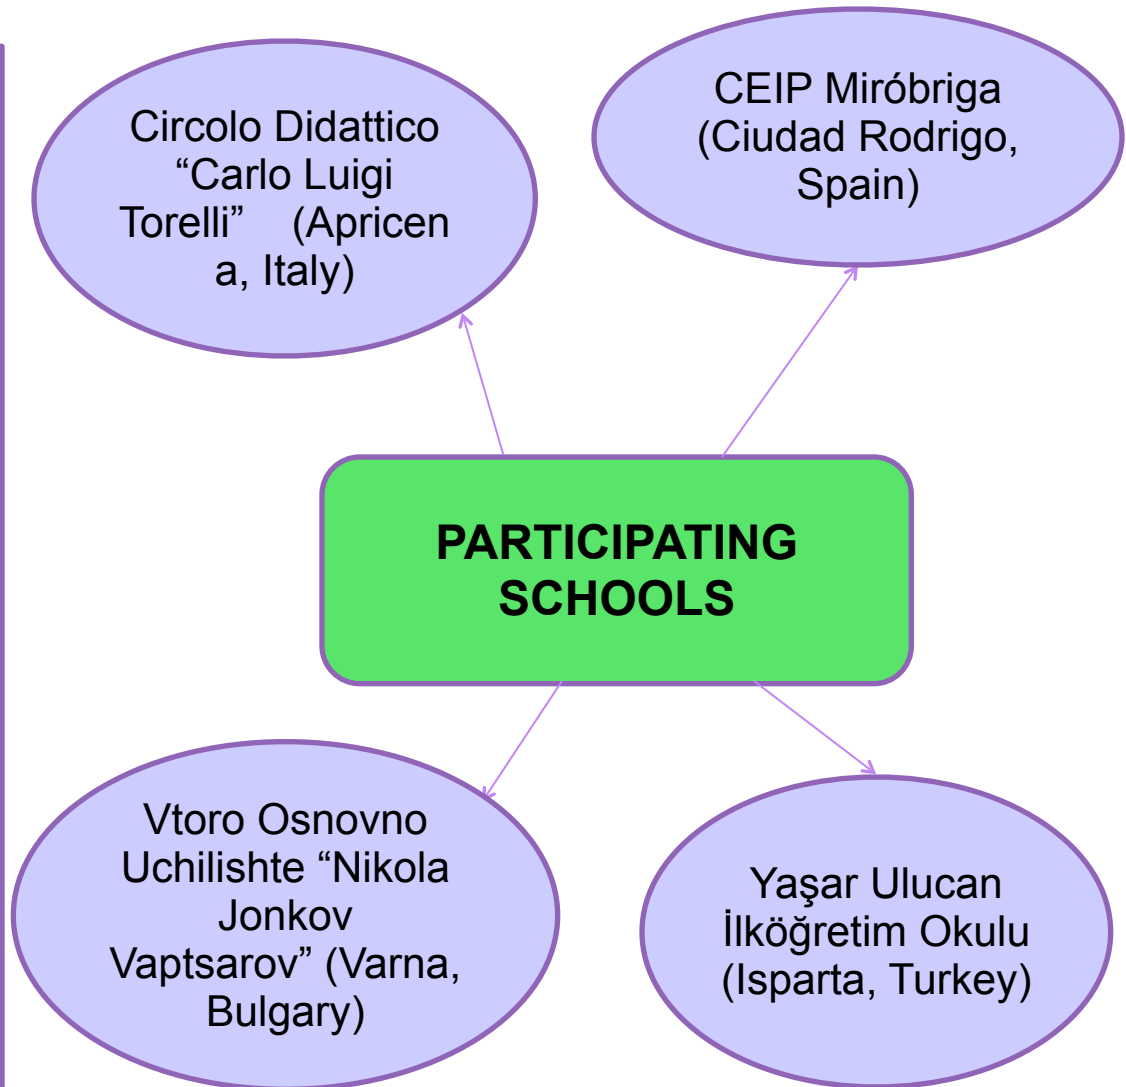 Circolo Didattico
“Carlo Luigi
Torelli” (Apricen
a, Italy)
CEIP Miróbriga
(Ciudad Rodrigo,
Spain)
PARTICIPATING
SCHOOLS
Vtoro Osnovno
Uchilishte “Nikola
Jonkov
Vaptsarov” (Varna,
Bulgary)
Yaşar Ulucan
İlköğretim Okulu
(Isparta, Turkey)